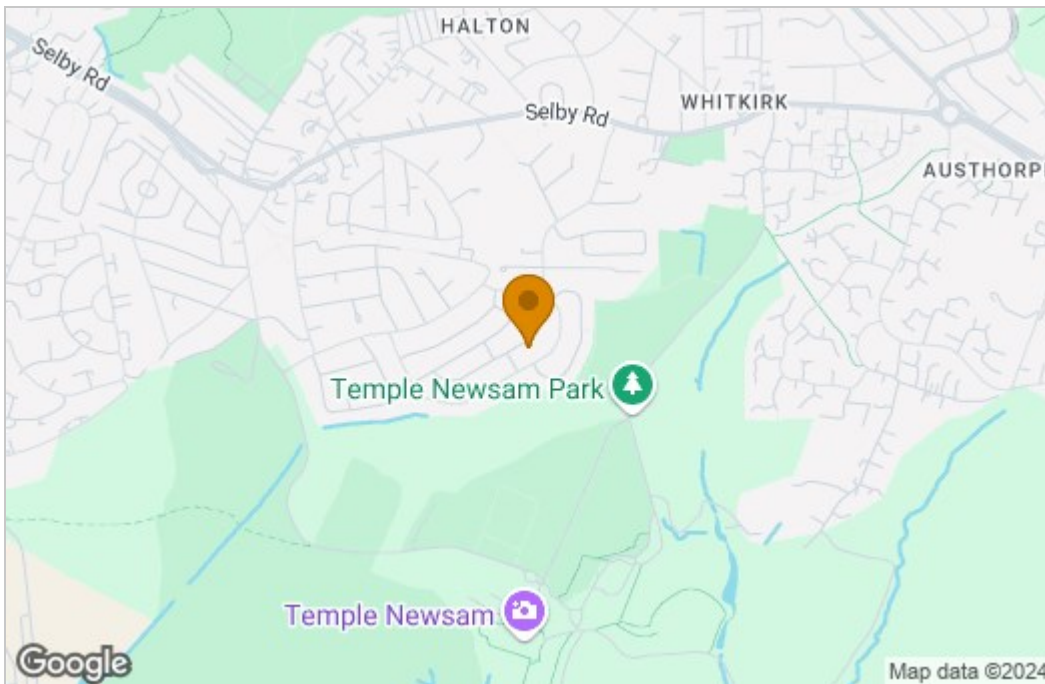 HALTON
Selby Rd
Selby Rd
WHITKIRK
AUSTHORP
Temple Newsam Park
Temple Newsam
Google
Map data ©2024